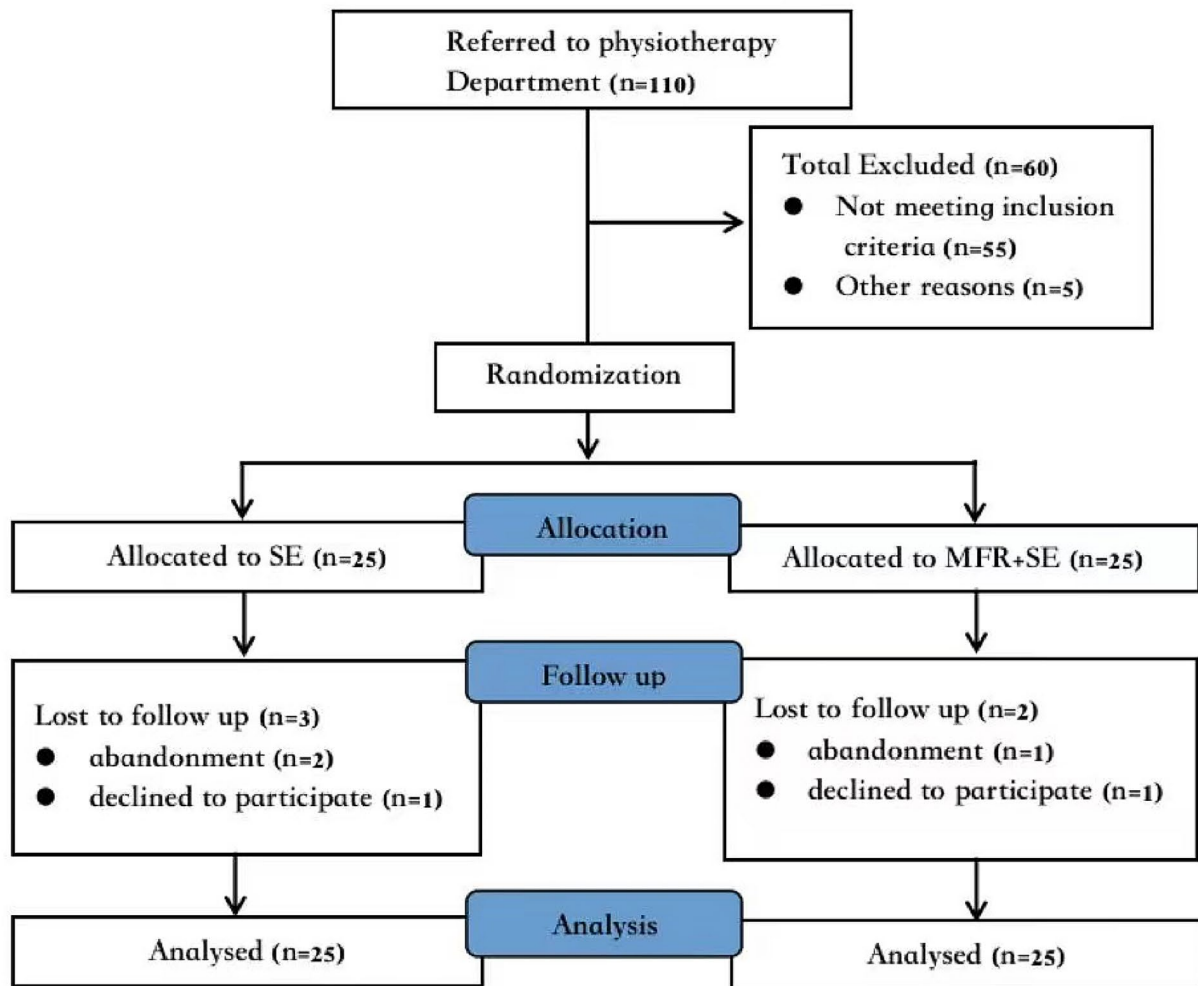 Referred to physiotherapy
Department (n=110)
Total Excluded (n=60)
● Not meeting inclusion
criteria (n=55)
● Other reasons (n=5)
Randomization
Allocation
Allocated to SE (n=25)
Allocated to MFR+SE (n=25)
Follow up
Lost to follow up (n=3)
● abandonment (n=2)
● declined to participate (n=1)
Lost to follow up (n=2)
● abandonment (n=1)
● declined to participate (n=1)
Analysis
Analysed (n=25)
Analysed (n=25)